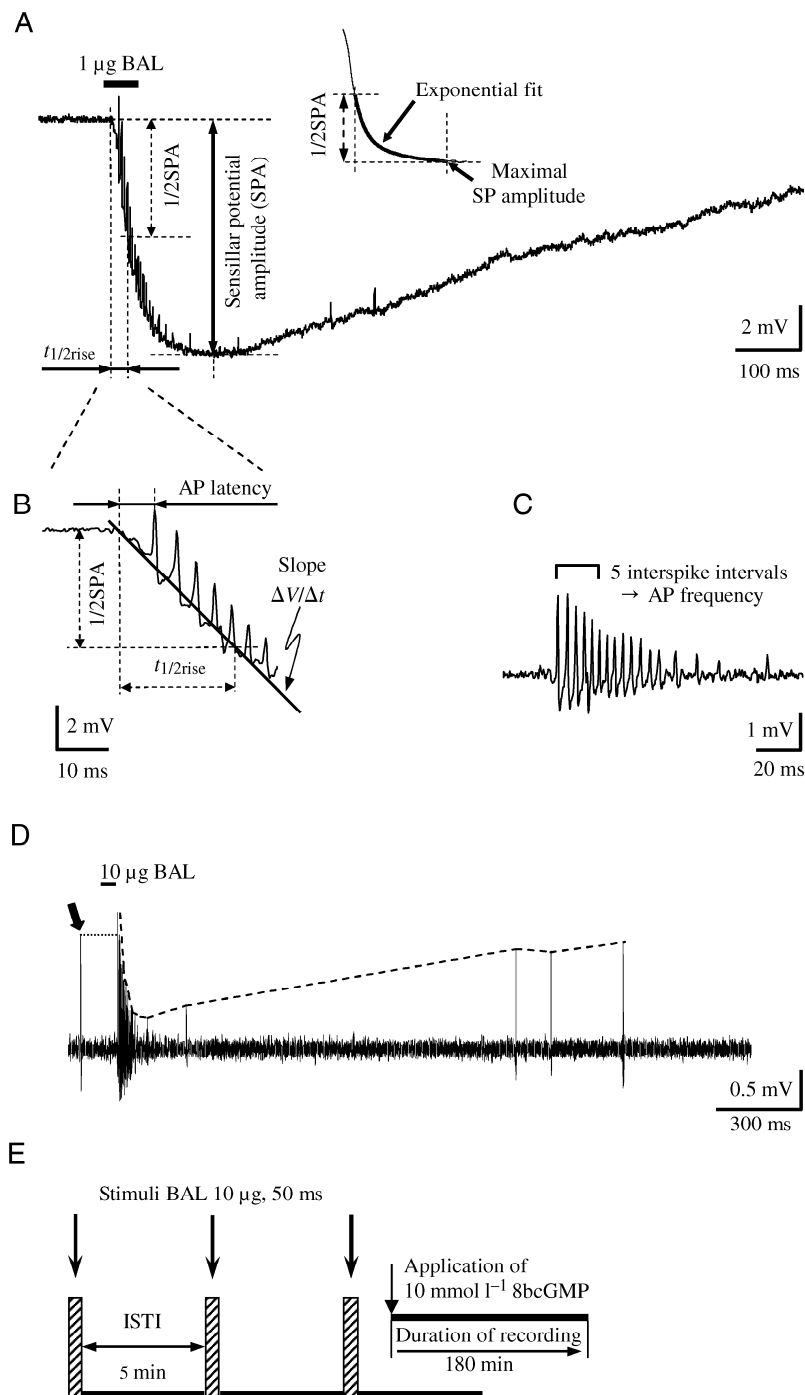 A
1 µg BAL
1/2SPA
Sensillar potential
amplitude (SPA)
t1/2rise
1/2SPA
Exponential fit
Maximal
SP amplitude
2 mV
100 ms
B
AP latency
1/2SPA
t1/2rise
Slope
ΔV/Δt
2 mV
10 ms
C
5 interspike intervals
→ AP frequency
1 mV
20 ms
D
10 µg BAL
0.5 mV
300 ms
E
Stimuli BAL 10 µg, 50 ms
ISTI
5 min
Application of
10 mmol l⁻¹ 8bcGMP
Duration of recording
180 min